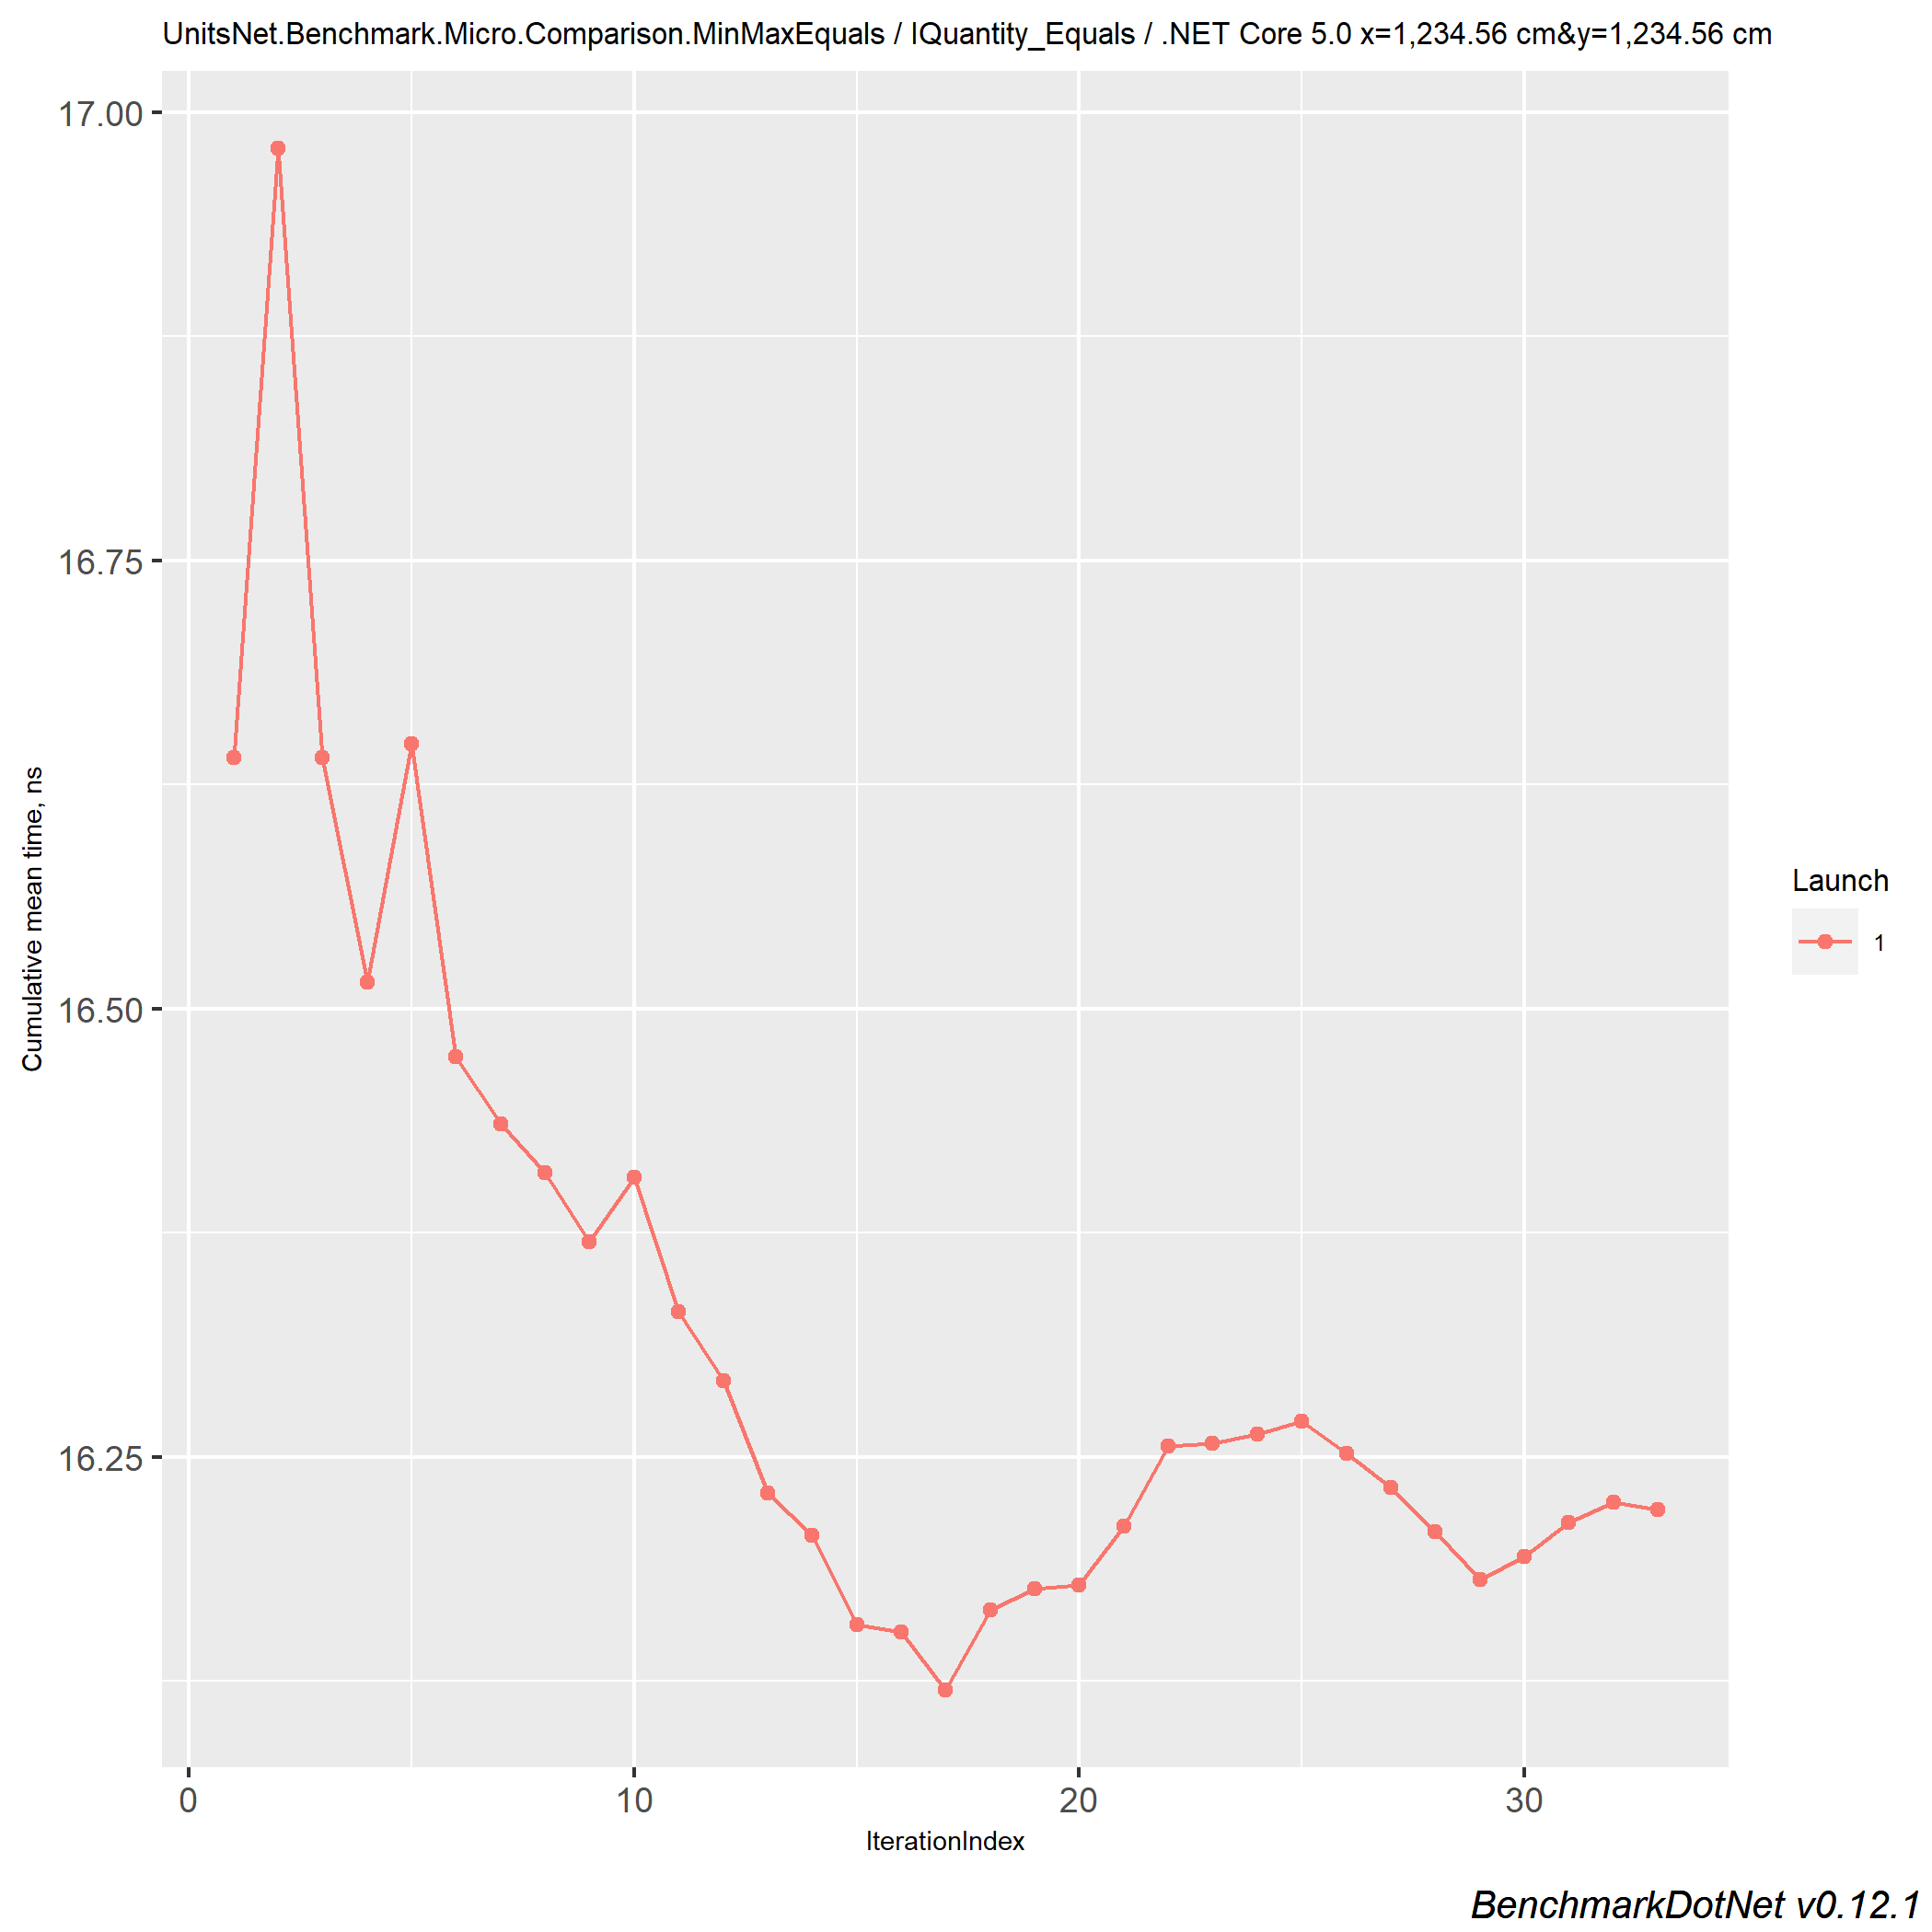 UnitsNet.Benchmark.Micro.Comparison.MinMaxEquals / IQuantity_Equals / .NET Core 5.0 x=1,234.56 cm&y=1,234.56 cm
17.00
16.75
16.50
16.25
Cumulative mean time, ns
0 10 20 30
IterationIndex
Launch
1
BenchmarkDotNet v0.12.1